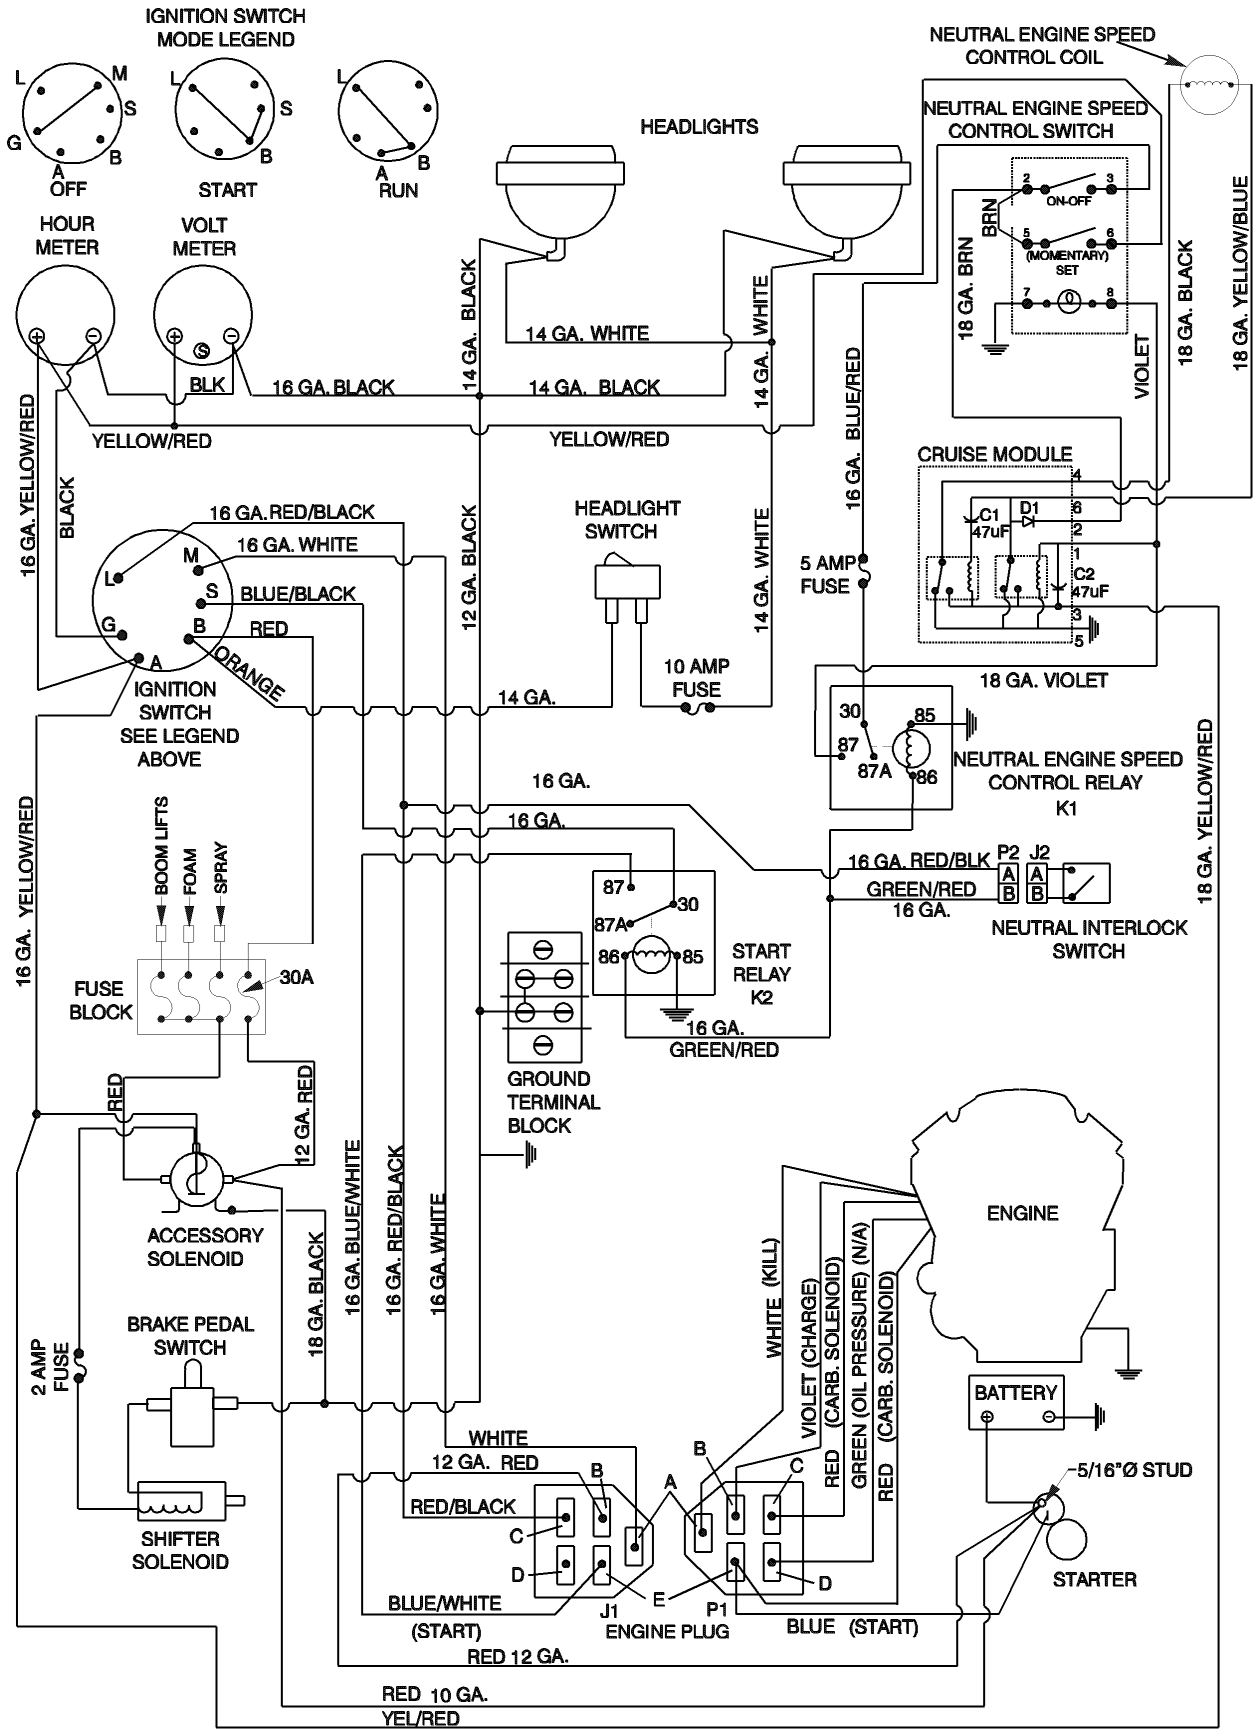 IGNITION SWITCH
MODE LEGEND
L
M
S
G
B
A
OFF
L
S
B
START
L
B
A
RUN
HEADLIGHTS
NEUTRAL ENGINE SPEED
CONTROL COIL
NEUTRAL ENGINE SPEED
CONTROL SWITCH
2
3
ON-OFF
BRN
5
6
(MOMENTARY)
SET
7
8
18 GA. BRN
VIOLET
18 GA. BLACK
18 GA. YELLOW/BLUE
HOUR
METER
VOLT
METER
+
−
+
−
S
BLK
16 GA. BLACK
14 GA. BLACK
14 GA. WHITE
14 GA. BLACK
14 GA. WHITE
YELLOW/RED
YELLOW/RED
16 GA. BLUE/RED
16 GA. YELLOW/RED
BLACK
CRUISE MODULE
4
C1
47uF
D1
6
2
1
C2
47uF
3
5
16 GA. RED/BLACK
16 GA. WHITE
BLUE/BLACK
RED
ORANGE
L
M
S
B
G
A
IGNITION
SWITCH
SEE LEGEND
ABOVE
12 GA. BLACK
HEADLIGHT
SWITCH
14 GA. WHITE
5 AMP
FUSE
10 AMP
FUSE
14 GA.
18 GA. VIOLET
30
85
87
87A
86
NEUTRAL ENGINE SPEED
CONTROL RELAY
K1
18 GA. YELLOW/RED
16 GA.
16 GA.
16 GA. RED/BLK
GREEN/RED
16 GA.
P2
J2
A
A
B
B
NEUTRAL INTERLOCK
SWITCH
16 GA. YELLOW/RED
BOOM LIFTS
FOAM
SPRAY
30A
FUSE
BLOCK
87
30
87A
86
85
START
RELAY
K2
16 GA.
GREEN/RED
GROUND
TERMINAL
BLOCK
RED
12 GA. RED
ACCESSORY
SOLENOID
18 GA. BLACK
16 GA. BLUE/WHITE
16 GA. RED/BLACK
16 GA. WHITE
ENGINE
WHITE (KILL)
VIOLET (CHARGE)
RED (CARB. SOLENOID)
GREEN (OIL PRESSURE) (N/A)
RED (CARB. SOLENOID)
BRAKE PEDAL
SWITCH
2 AMP
FUSE
SHIFTER
SOLENOID
BATTERY
+
−
5/16"Ø STUD
STARTER
WHITE
12 GA. RED
RED/BLACK
B
C
D
A
B
C
D
E
J1
P1
ENGINE PLUG
BLUE/WHITE
(START)
BLUE (START)
RED 12 GA.
RED 10 GA.
YEL/RED